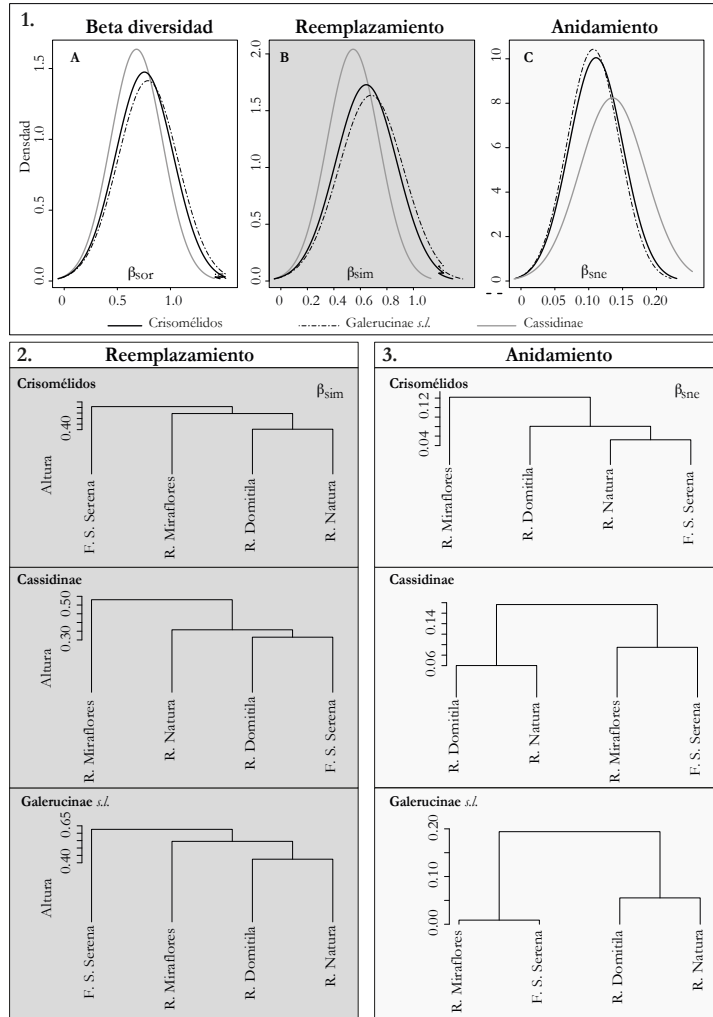 1.
Beta diversidad
Reemplazamiento
Anidamiento
A
B
C
Densdad
0.0
0.5
1.0
1.5
0.0
0.5
1.0
1.5
2.0
0
2
4
6
8
10
βsor
βsim
βsne
0
0.5
1.0
0
0.2
0.4
0.6
0.8
1.0
0
0.05
0.10
0.15
0.20
Crisomélidos
Galerucinae s.l.
Cassidinae
2.
Reemplazamiento
Crisomélidos
βsim
0.40
Altura
F. S. Serena
R. Miraflores
R. Domitila
R. Natura
Cassidinae
0.50
0.30
Altura
R. Miraflores
R. Natura
R. Domitila
F. S. Serena
Galerucinae s.l.
0.65
0.40
Altura
F. S. Serena
R. Miraflores
R. Domitila
R. Natura
3.
Anidamiento
Crisomélidos
βsne
0.12
0.04
R. Miraflores
R. Domitila
R. Natura
F. S. Serena
Cassidinae
0.14
0.06
R. Domitila
R. Natura
R. Miraflores
F. S. Serena
Galerucinae s.l.
0.20
0.10
0.00
R. Miraflores
F. S. Serena
R. Domitila
R. Natura